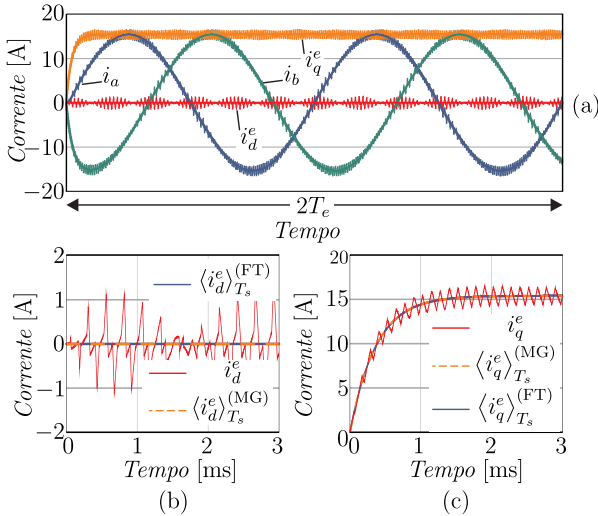 20
10
0
−10
−20
Corrente [A]
i_a
i_b
i_q^e
i_d^e
(a)
2T_e
Tempo
2
1
0
-1
−2
Corrente [A]
⟨i_d^e⟩_{T_s}^{(FT)}
i_d^e
⟨i_d^e⟩_{T_s}^{(MG)}
0 1 2 3
Tempo [ms]
(b)
20
15
10
5
0
Corrente [A]
i_q^e
⟨i_q^e⟩_{T_s}^{(MG)}
⟨i_q^e⟩_{T_s}^{(FT)}
0 1 2 3
Tempo [ms]
(c)